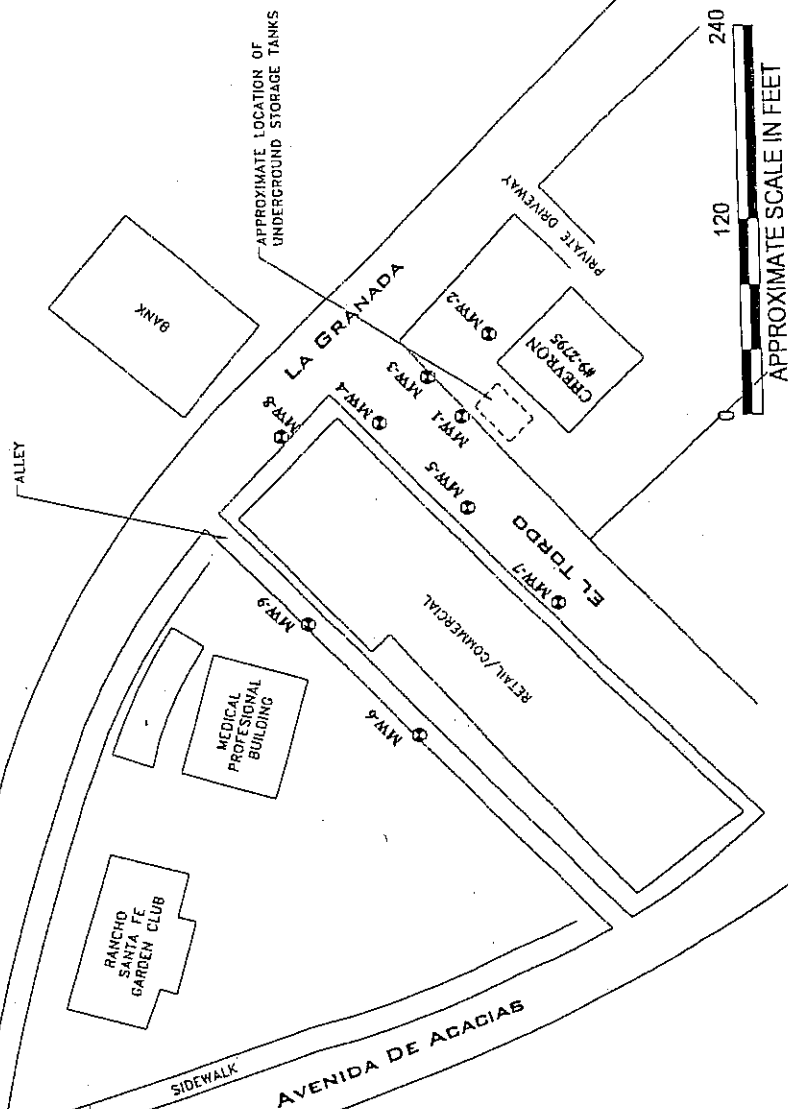 ALLEY
APPROXIMATE LOCATION OF
UNDERGROUND STORAGE TANKS
BANK
LA GRANADA
PRIVATE DRIVEWAY
MW-8
MW-4
MW-3
MW-2
MW-1
CHEVRON
#9-2795
MW-5
EL TORDO
MW-7
RETAIL/COMMERCIAL
MW-9
MW-6
MEDICAL
PROFESIONAL
BUILDING
RANCHO
SANTA FE
GARDEN CLUB
SIDEWALK
AVENIDA DE ACACIAS
0
120
240
APPROXIMATE SCALE IN FEET